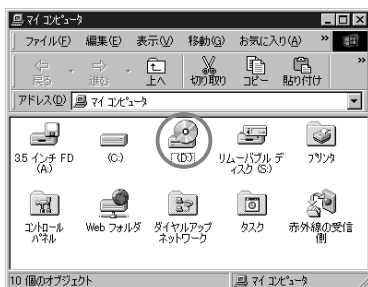 マイ コンピュータ
ファイル(F) 編集(E) 表示(V) 移動(G) お気に入り(A) »
戻る 進む 上へ 切り取り コピー 貼り付け »
アドレス(D) マイ コンピュータ
3.5 インチ FD (A:)
(C:)
(D:)
リムーバブル ディスク (S:)
プリンタ
コントロール パネル
Web フォルダ
ダイヤルアップ ネットワーク
タスク
赤外線の受信側
10 個のオブジェクト マイ コンピュータ